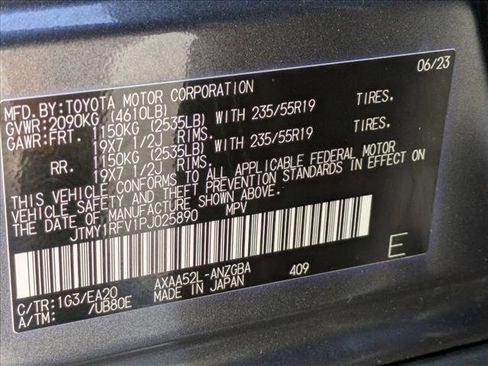 MFD.BY:TOYOTA MOTOR CORPORATION 06/23
GVWR:2090KG (4610LB)
GAWR:FRT. 1150KG (2535LB) WITH 235/55R19 TIRES.
19X7 1/2J RIMS.
RR. 1150KG (2535LB) WITH 235/55R19 TIRES.
19X7 1/2J RIMS.
THIS VEHICLE CONFORMS TO ALL APPLICABLE FEDERAL MOTOR
VEHICLE SAFETY AND THEFT PREVENTION STANDARDS IN EFFECT ON
THE DATE OF MANUFACTURE SHOWN ABOVE.
JTMY1RFV1PJ025890 MPV
E
C/TR:1G3/EA20 AXAA52L-ANZGBA
A/TM: /UB80E MADE IN JAPAN 409